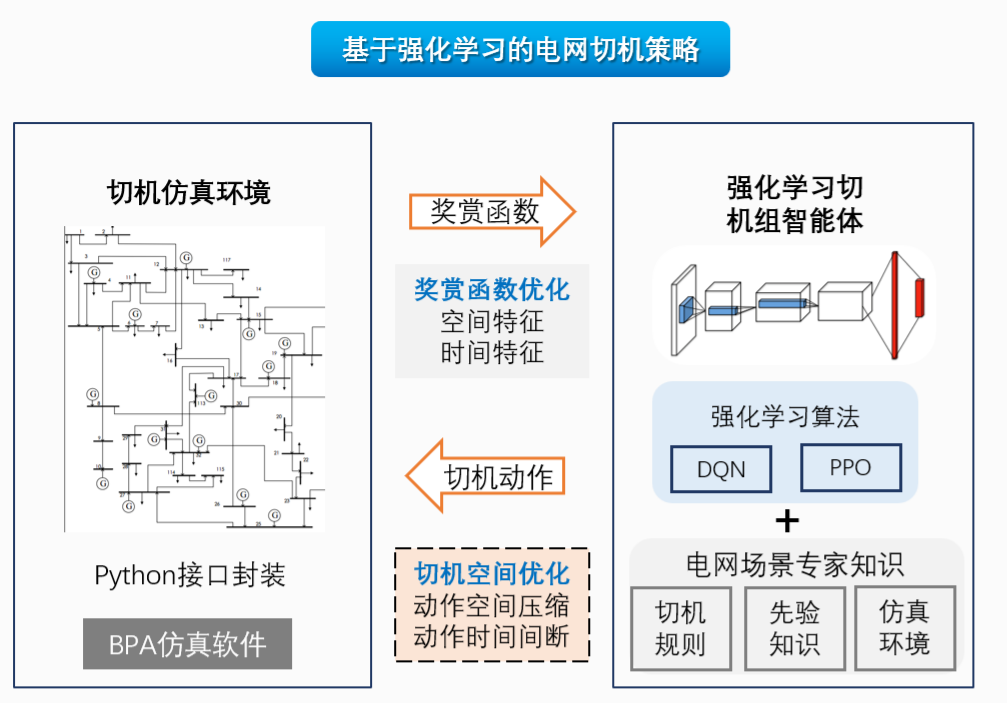 基于强化学习的电网切机策略
切机仿真环境
Python接口封装
BPA仿真软件
奖赏函数
奖赏函数优化
空间特征
时间特征
切机动作
切机空间优化
动作空间压缩
动作时间间断
强化学习切
机组智能体
强化学习算法
DQN
PPO
+
电网场景专家知识
切机
规则
先验
知识
仿真
环境